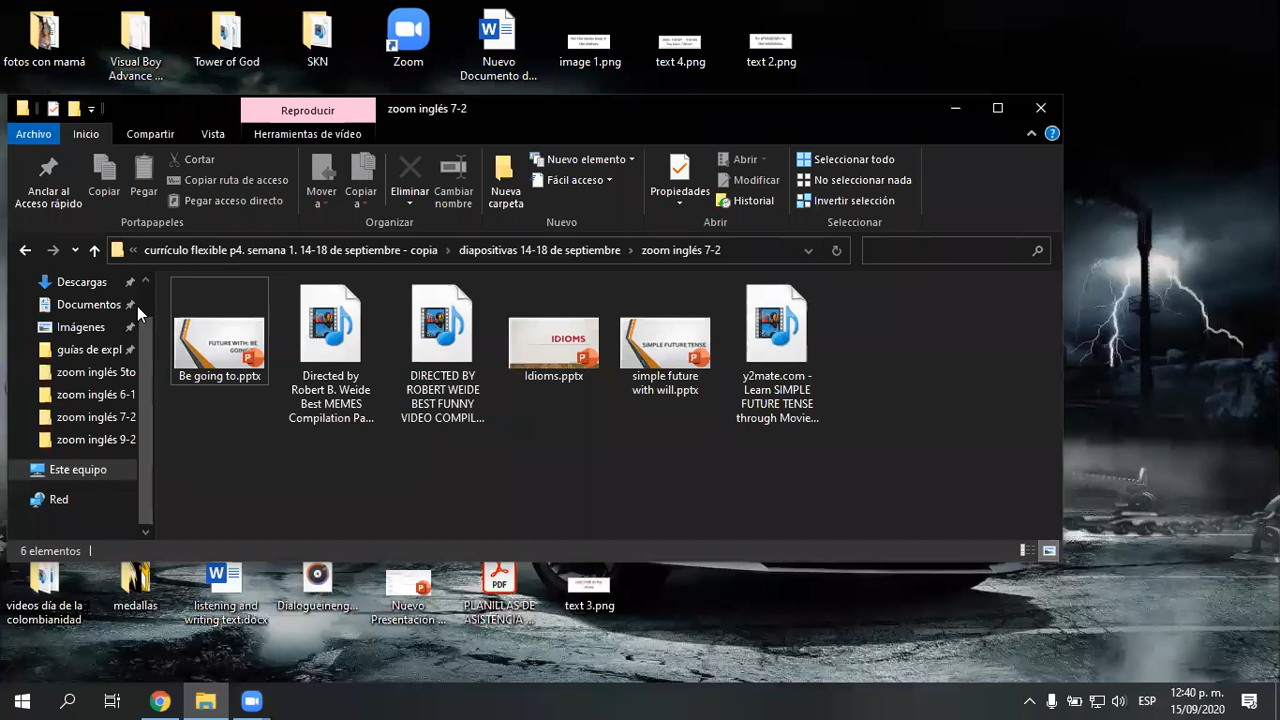 fotos con mania
Visual Boy
Advance ...
Tower of God
SKN
Zoom
Nuevo
Documento d...
image 1.png
text 4.png
text 2.png
Reproducir
zoom inglés 7-2
Archivo
Inicio
Compartir
Vista
Herramientas de vídeo
Anclar al
Acceso rápido
Copiar
Pegar
Cortar
Copiar ruta de acceso
Pegar acceso directo
Portapapeles
Mover
a
Copiar
a
Eliminar
Cambiar
nombre
Organizar
Nueva
carpeta
Nuevo elemento
Fácil acceso
Nuevo
Propiedades
Abrir
Modificar
Historial
Abrir
Seleccionar todo
No seleccionar nada
Invertir selección
Seleccionar
« currículo flexible p4. semana 1. 14-18 de septiembre - copia › diapositivas 14-18 de septiembre › zoom inglés 7-2
Descargas
Documentos
Imágenes
guías de expl
zoom inglés 5to
zoom inglés 6-1
zoom inglés 7-2
zoom inglés 9-2
Este equipo
Red
FUTURE WITH: BE
Be going to.pptx
Directed by
Robert B. Weide
Best MEMES
Compilation Pa...
DIRECTED BY
ROBERT WEIDE
BEST FUNNY
VIDEO COMPIL...
IDIOMS
Idioms.pptx
SIMPLE FUTURE TENSE
simple future
with will.pptx
y2mate.com -
Learn SIMPLE
FUTURE TENSE
through Movie...
6 elementos
videos día de la
colombianidad
medallas
listening and
writing text.docx
Dialogueineng...
Nuevo
Presentación ...
PDF
PLANILLAS DE
ASISTENCIA ...
text 3.png
ESP
12:40 p. m.
15/09/2020